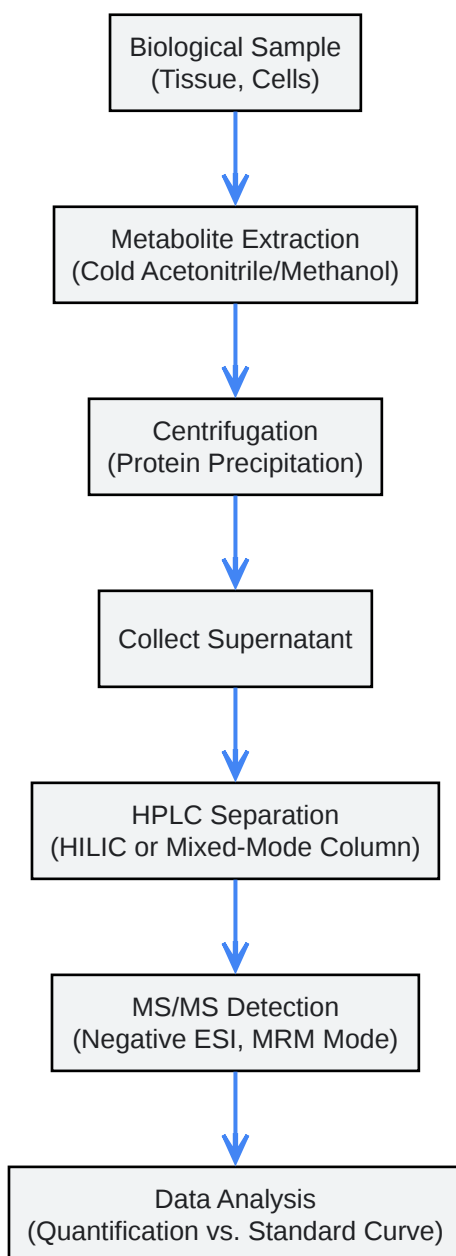 Biological Sample
(Tissue, Cells)
Metabolite Extraction
(Cold Acetonitrile/Methanol)
Centrifugation
(Protein Precipitation)
Collect Supernatant
HPLC Separation
(HILIC or Mixed-Mode Column)
MS/MS Detection
(Negative ESI, MRM Mode)
Data Analysis
(Quantification vs. Standard Curve)